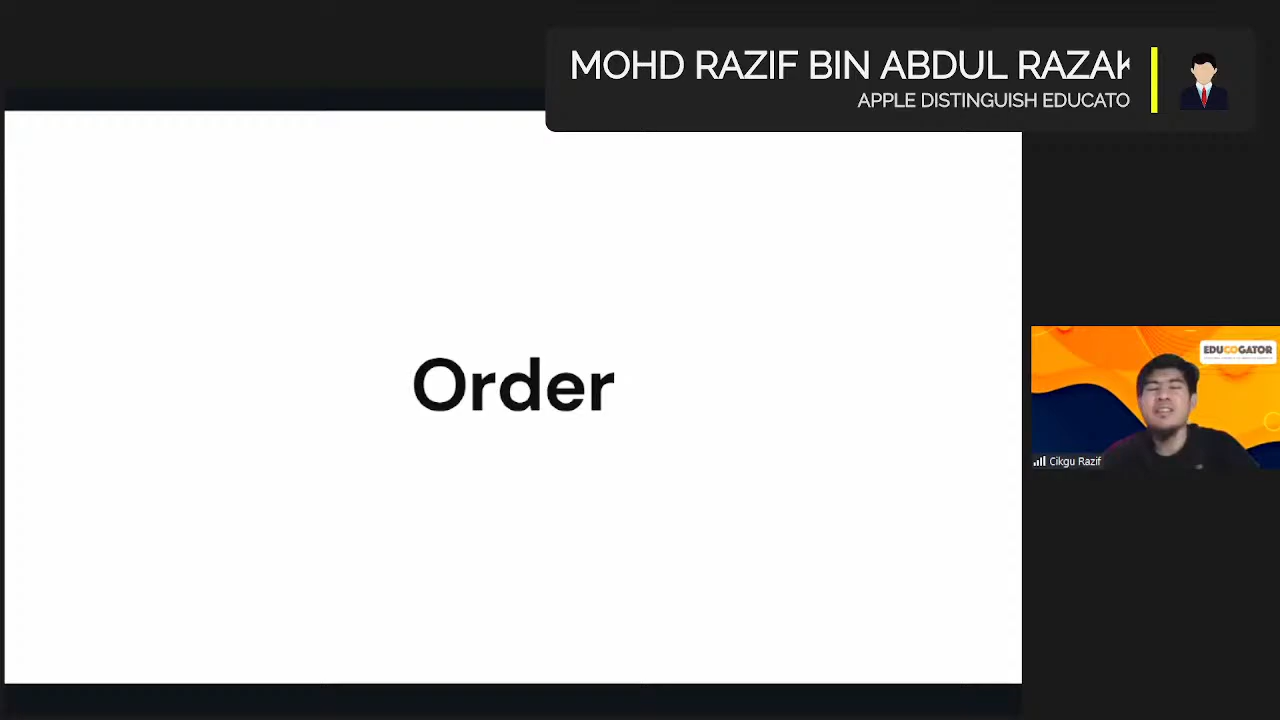 MOHD RAZIF BIN ABDUL RAZAK
APPLE DISTINGUISH EDUCATO
Order
EDUCOGATOR
Cikgu Razif